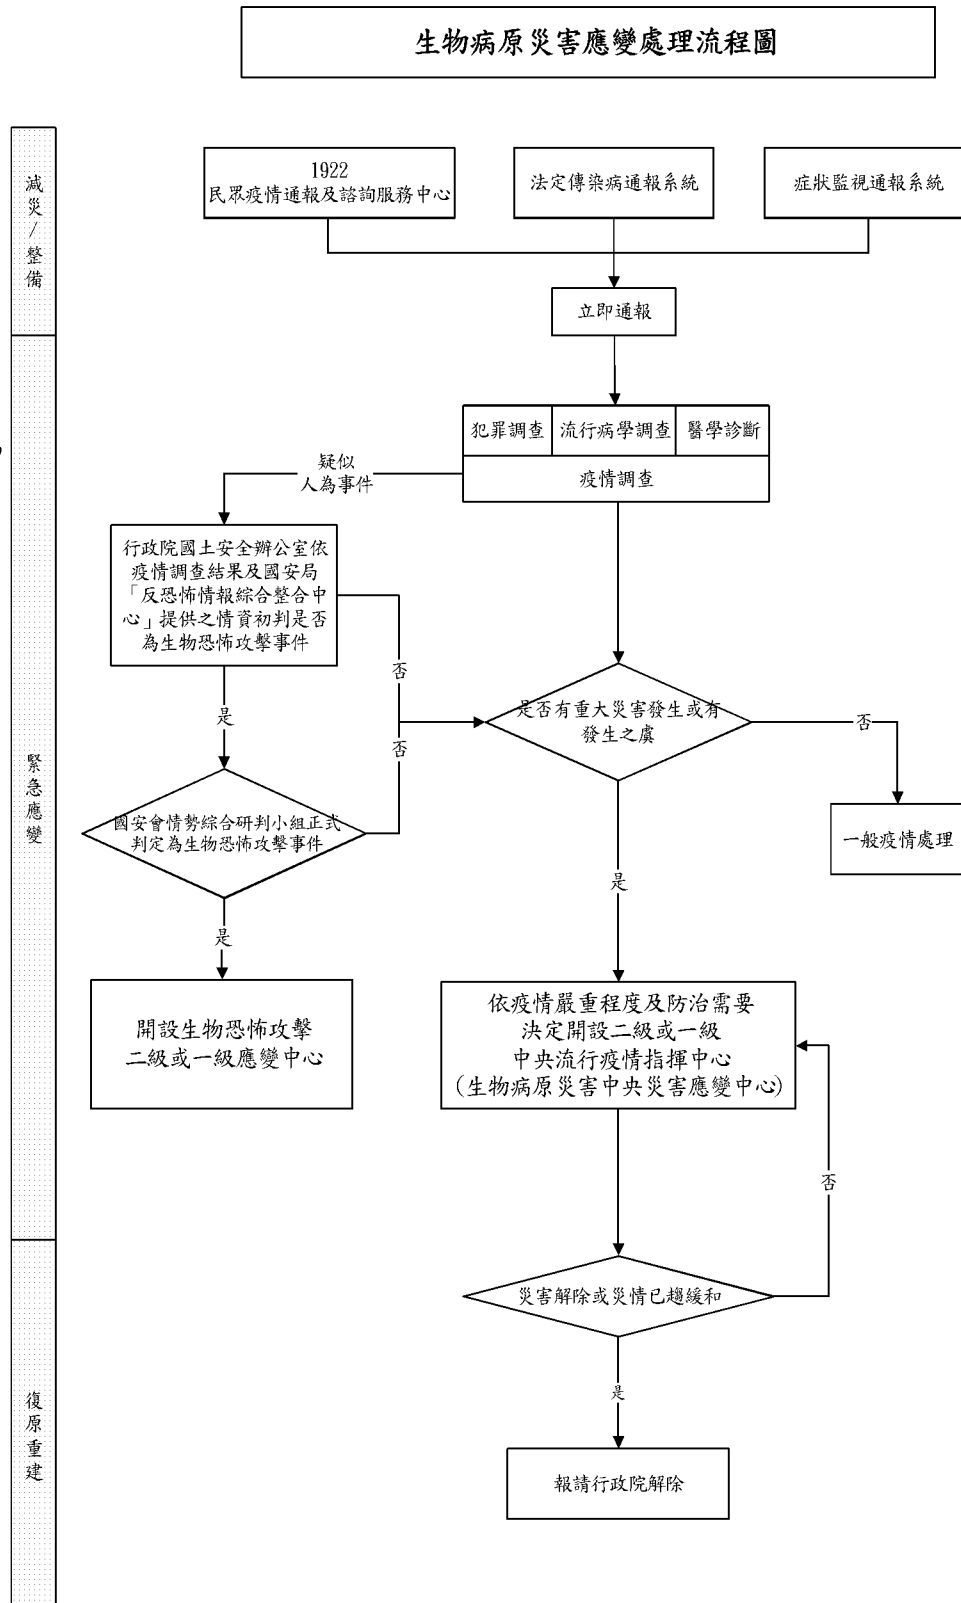 生物病原災害應變處理流程圖
減災/整備
1922
民眾疫情通報及諮詢服務中心
法定傳染病通報系統
症狀監視通報系統
立即通報
犯罪調查
流行病學調查
醫學診斷
疫情調查
疑似
人為事件
緊急應變
行政院國土安全辦公室依
疫情調查結果及國安局
「反恐怖情報綜合整合中
心」提供之情資初判是否
為生物恐怖攻擊事件
否
是
否
是否有重大災害發生或有
發生之虞
否
國安會情勢綜合研判小組正式
判定為生物恐怖攻擊事件
一般疫情處理
是
是
開設生物恐怖攻擊
二級或一級應變中心
依疫情嚴重程度及防治需要
決定開設二級或一級
中央流行疫情指揮中心
(生物病原災害中央災害應變中心)
否
災害解除或災情已趨緩和
復原重建
是
報請行政院解除